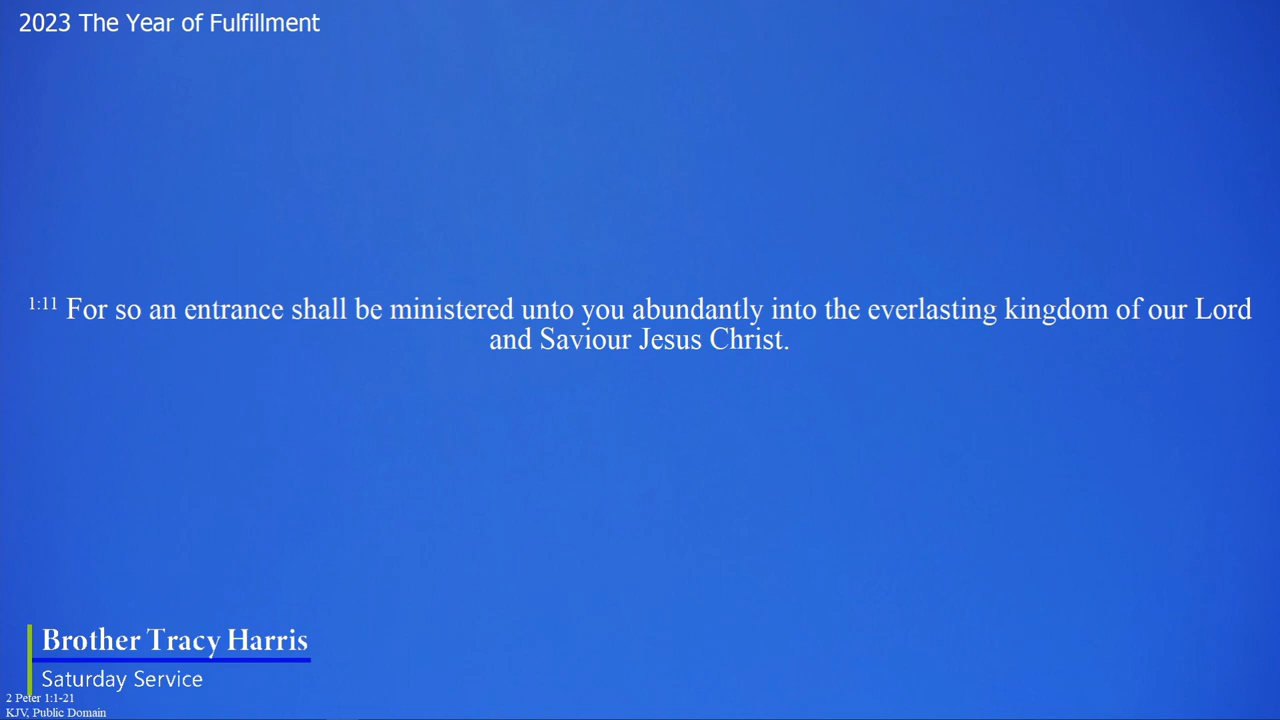 2023 The Year of Fulfillment
1:11 For so an entrance shall be ministered unto you abundantly into the everlasting kingdom of our Lord
and Saviour Jesus Christ.
Brother Tracy Harris
Saturday Service
2 Peter 1:1-21
KJV, Public Domain